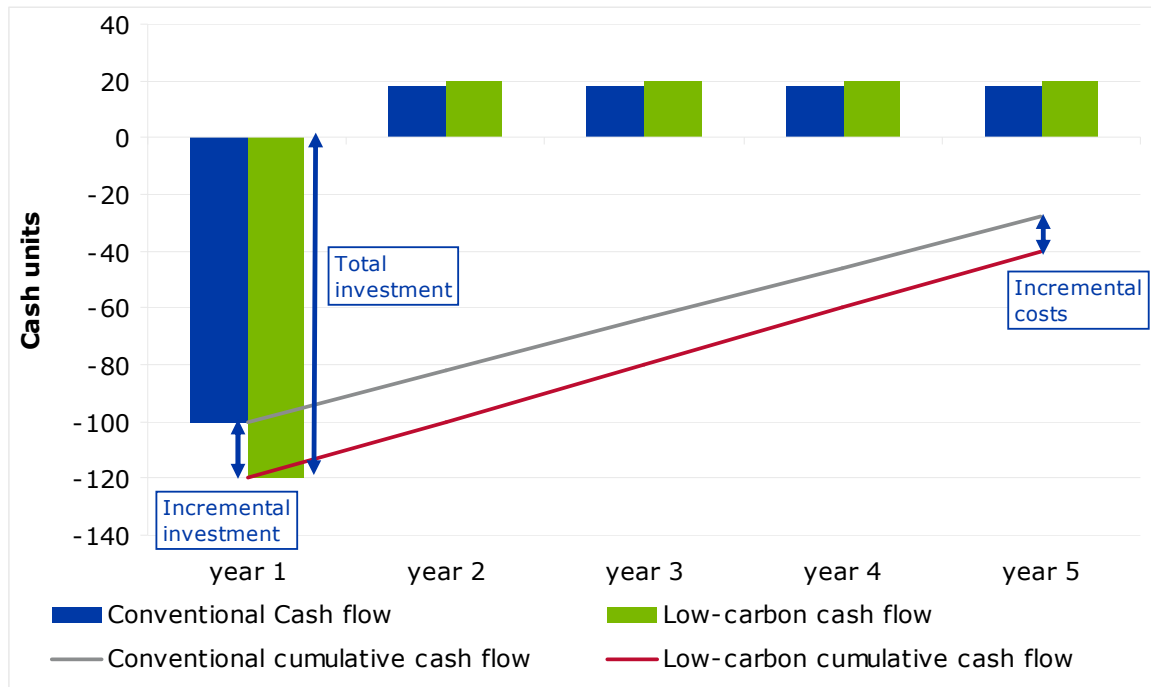 40
20
0
-20
-40
-60
-80
-100
-120
-140
Cash units
Total
investment
Incremental
costs
Incremental
investment
year 1
year 2
year 3
year 4
year 5
Conventional Cash flow
Low-carbon cash flow
Conventional cumulative cash flow
Low-carbon cumulative cash flow